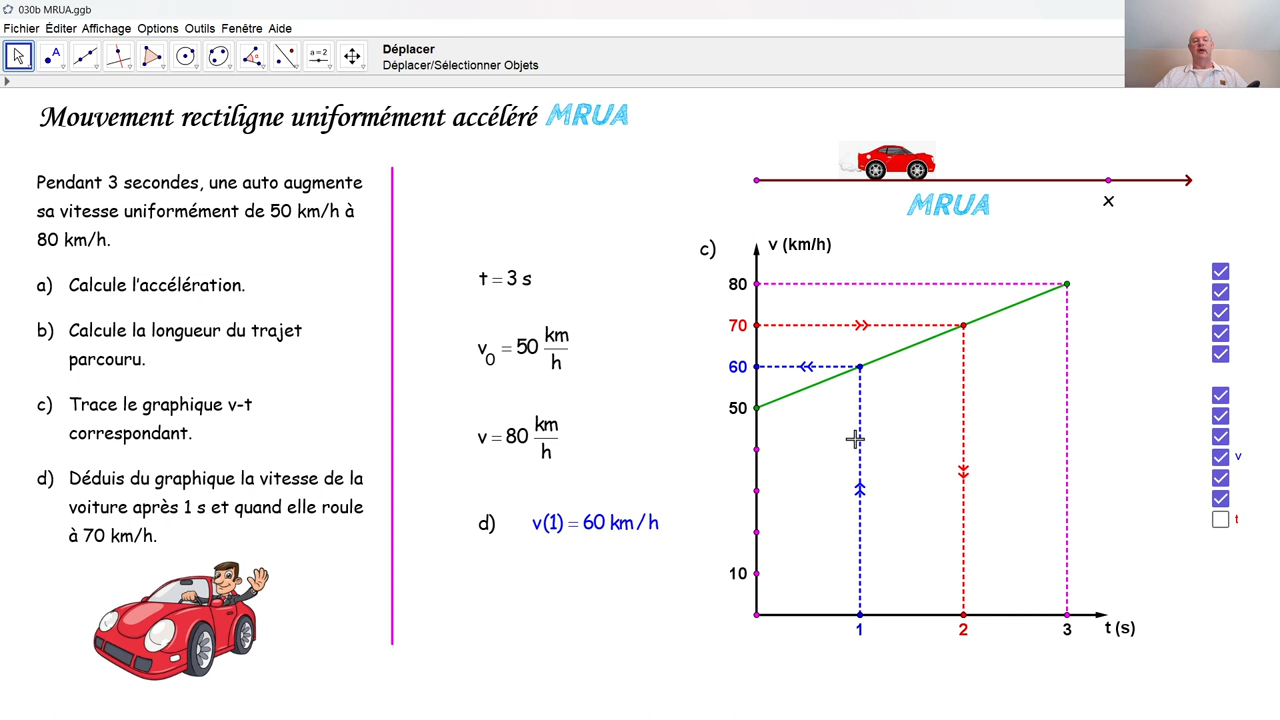 030b MRUA.ggb
Fichier Éditer Affichage Options Outils Fenêtre Aide
A
a=2
Déplacer
Déplacer/Sélectionner Objets
Mouvement rectiligne uniformément accéléré MRUA
Pendant 3 secondes, une auto augmente
sa vitesse uniformément de 50 km/h à
80 km/h.
a) Calcule l'accélération.
b) Calcule la longueur du trajet
parcouru.
c) Trace le graphique v-t
correspondant.
d) Déduis du graphique la vitesse de la
voiture après 1 s et quand elle roule
à 70 km/h.
t = 3 s
v0 = 50 km/h
v = 80 km/h
d) v(1) = 60 km/h
MRUA
x
c)
v (km/h)
80
70
60
50
10
1 2 3 t (s)
v
t